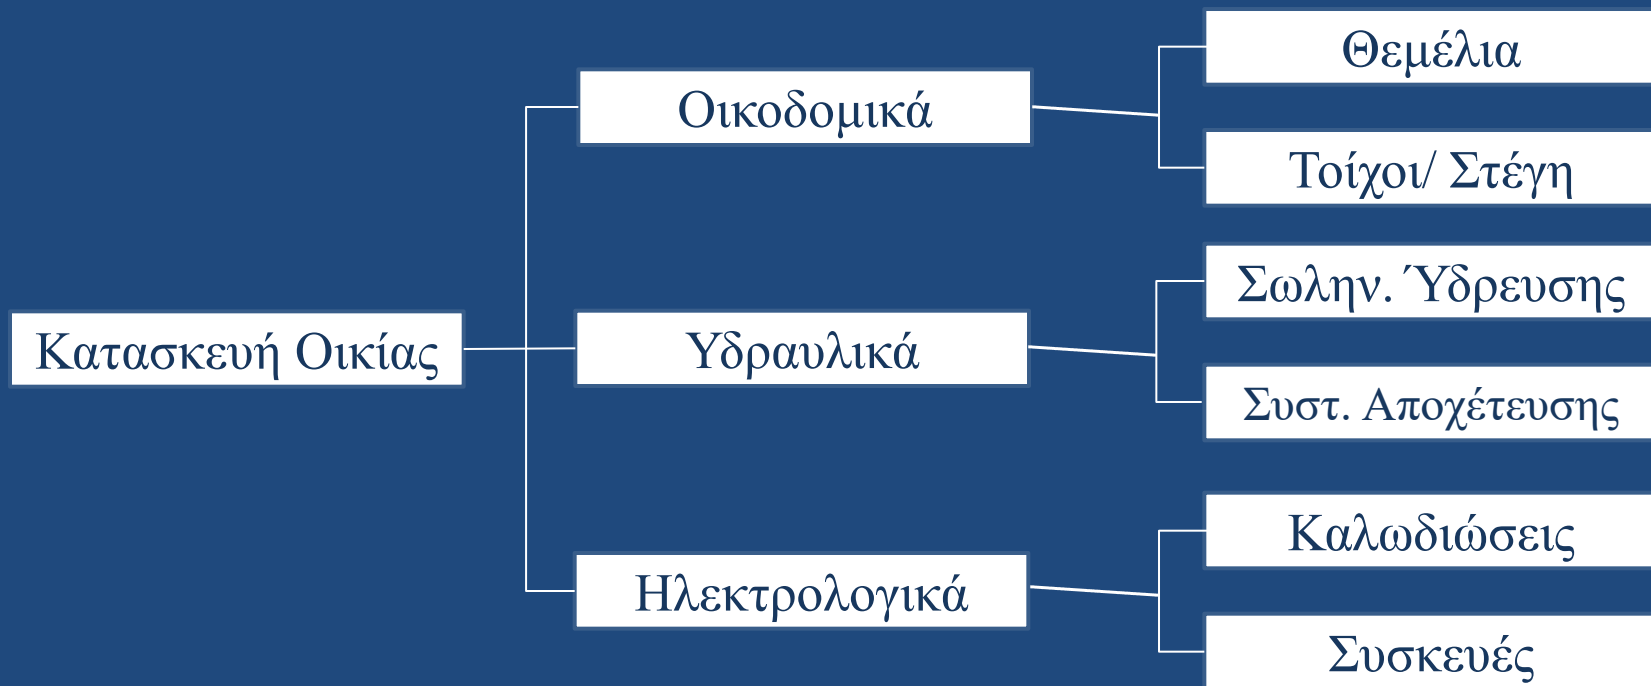 Κατασκευή Οικίας
Οικοδομικά
Θεμέλια
Τοίχοι/ Στέγη
Υδραυλικά
Σωλην. Ύδρευσης
Συστ. Αποχέτευσης
Ηλεκτρολογικά
Καλωδιώσεις
Συσκευές